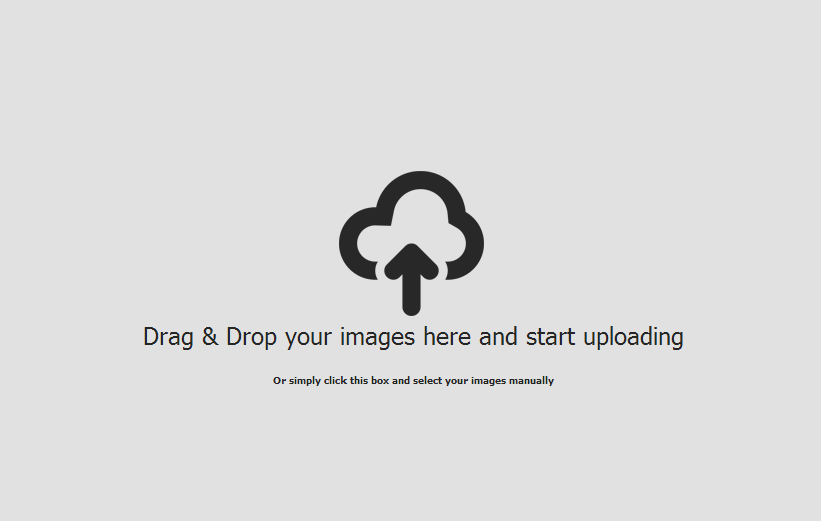 Drag & Drop your images here and start uploading
Or simply click this box and select your images manually